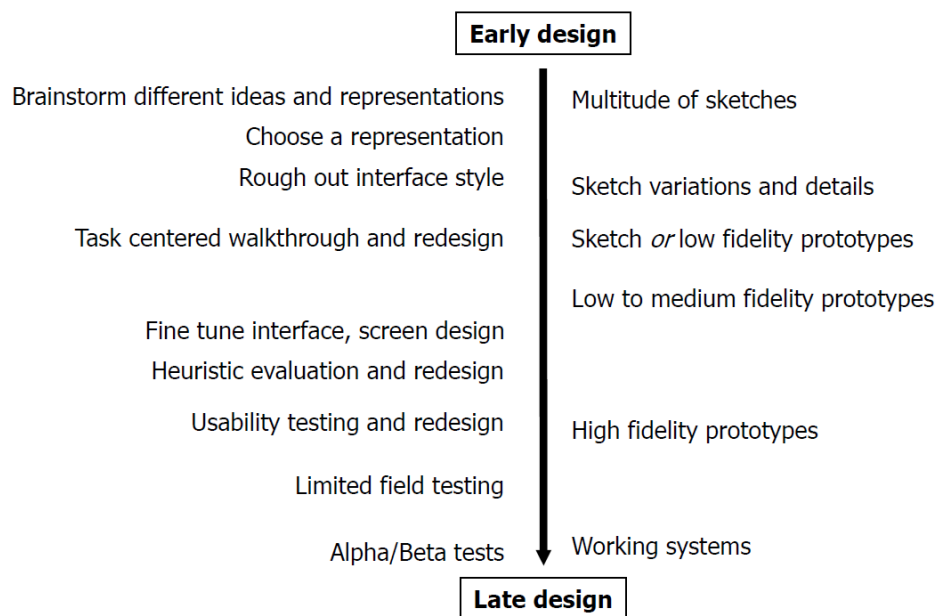 Early design
Brainstorm different ideas and representations
Multitude of sketches
Choose a representation
Rough out interface style
Sketch variations and details
Task centered walkthrough and redesign
Sketch or low fidelity prototypes
Low to medium fidelity prototypes
Fine tune interface, screen design
Heuristic evaluation and redesign
Usability testing and redesign
High fidelity prototypes
Limited field testing
Alpha/Beta tests
Working systems
Late design